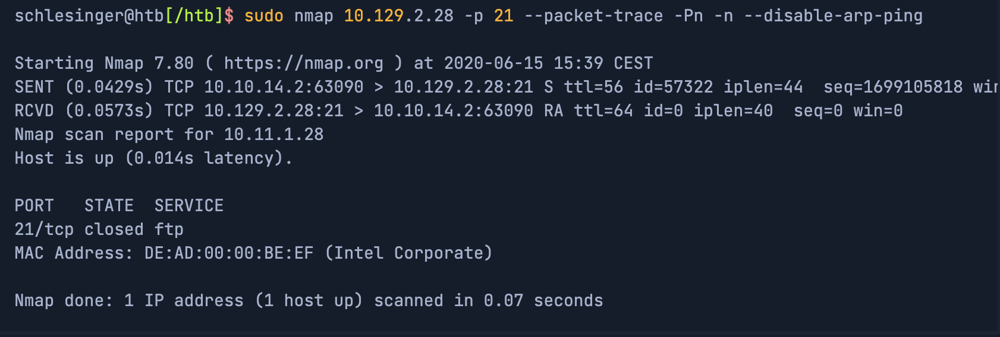 schlesinger@htb[/htb]$ sudo nmap 10.129.2.28 -p 21 --packet-trace -Pn -n --disable-arp-ping
Starting Nmap 7.80 ( https://nmap.org ) at 2020-06-15 15:39 CEST
SENT (0.0429s) TCP 10.10.14.2:63090 > 10.129.2.28:21 S ttl=56 id=57322 iplen=44  seq=1699105818
RCVD (0.0573s) TCP 10.129.2.28:21 > 10.10.14.2:63090 RA ttl=64 id=0 iplen=40  seq=0 win=0
Nmap scan report for 10.11.1.28
Host is up (0.014s latency).
PORT   STATE  SERVICE
21/tcp closed ftp
MAC Address: DE:AD:00:00:BE:EF (Intel Corporate)
Nmap done: 1 IP address (1 host up) scanned in 0.07 seconds